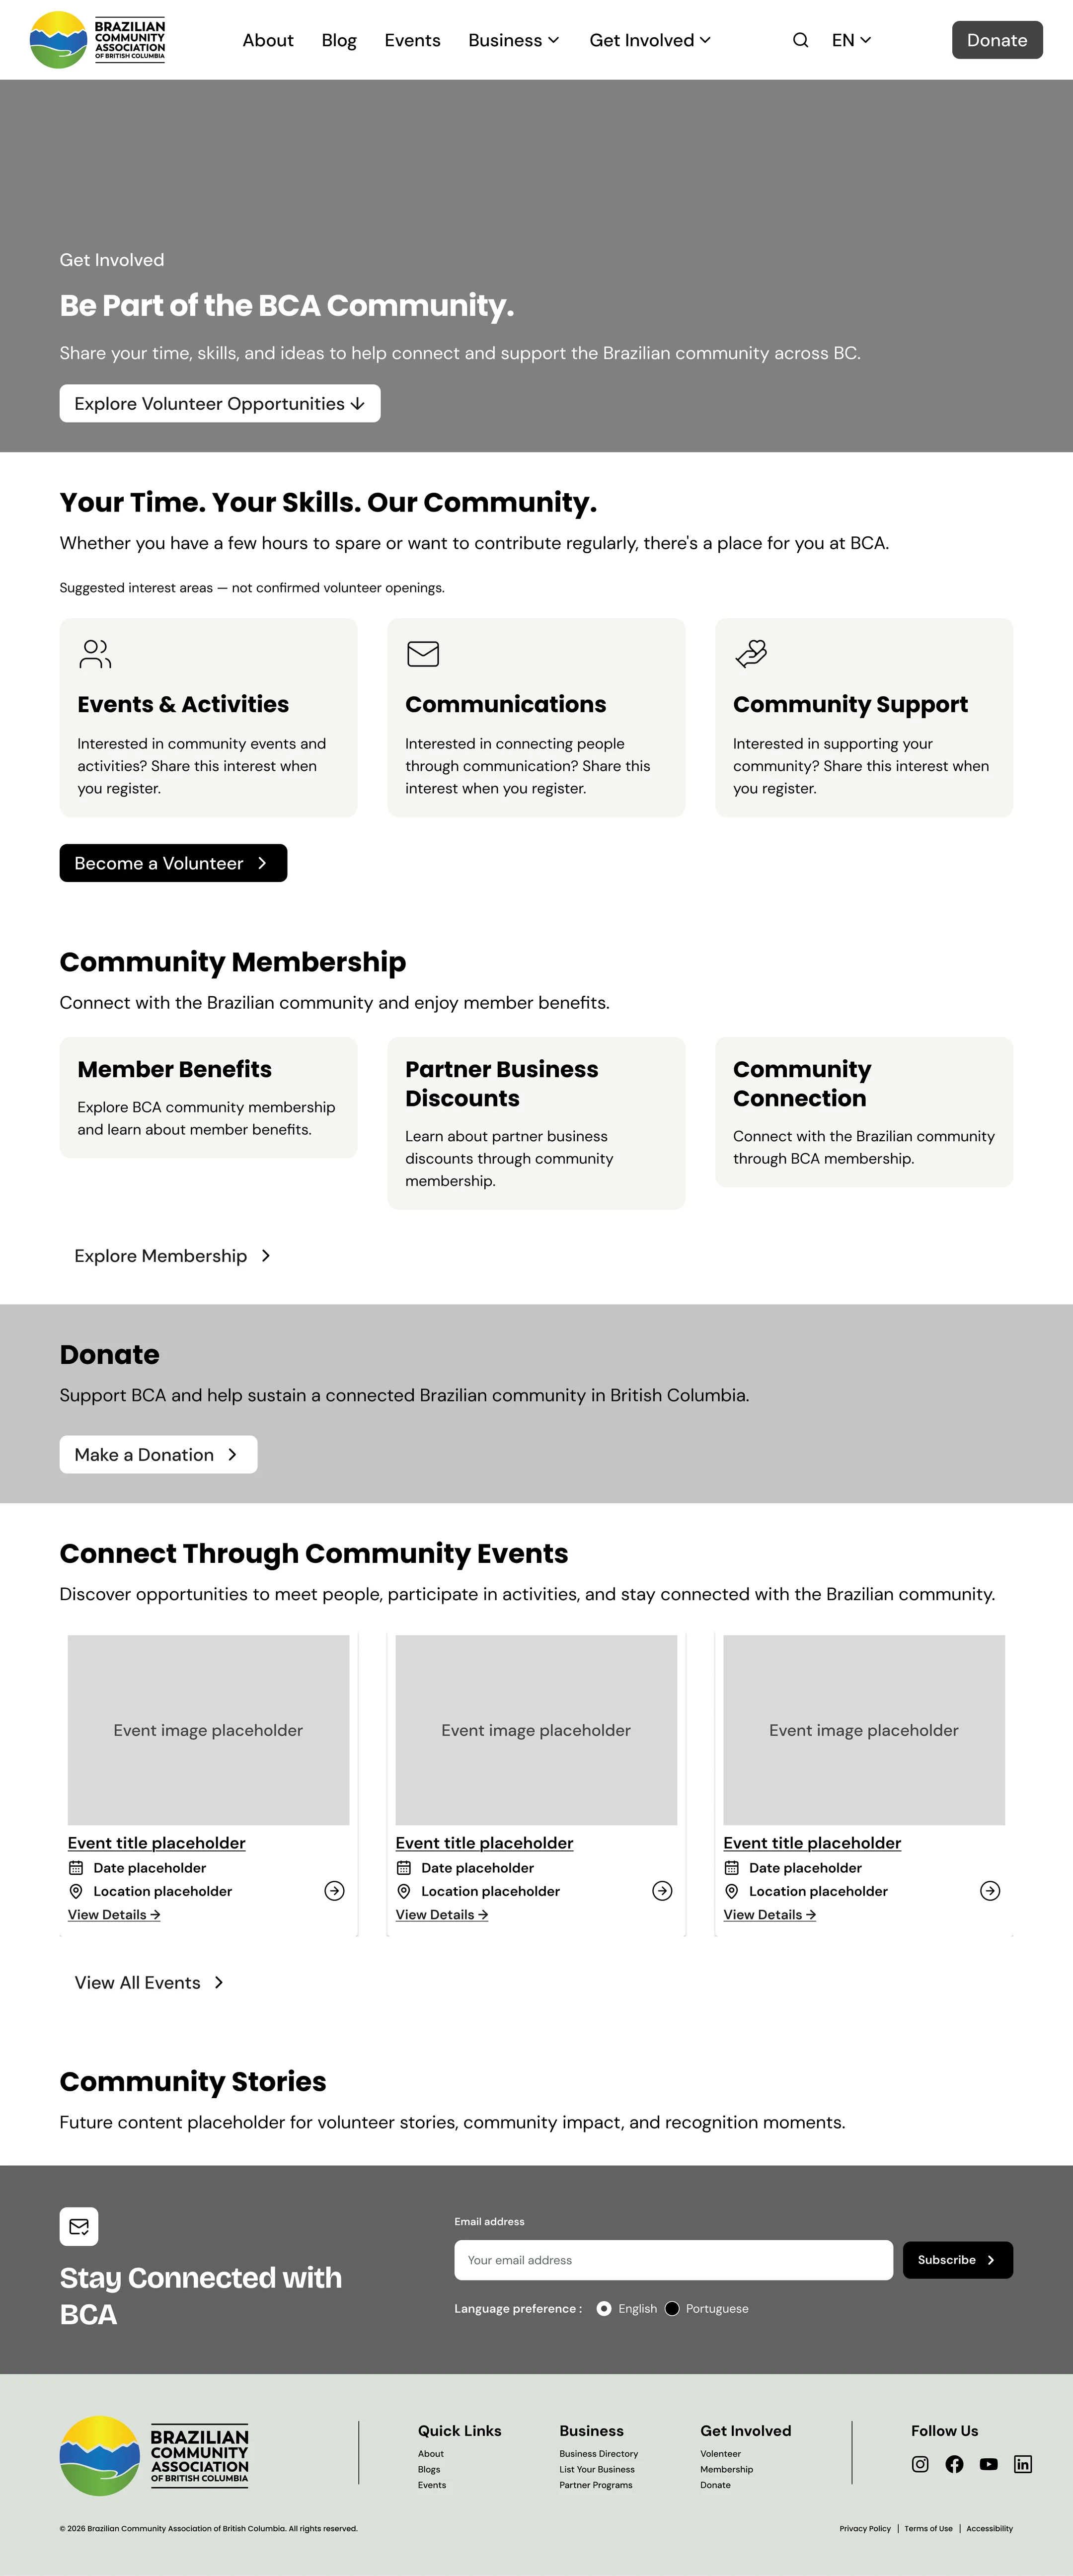 BRAZILIAN
COMMUNITY
ASSOCIATION
OF BRITISH COLUMBIA
About Blog Events Business Get Involved EN Donate
Get Involved
Be Part of the BCA Community.
Share your time, skills, and ideas to help connect and support the Brazilian community across BC.
Explore Volunteer Opportunities ↓
Your Time. Your Skills. Our Community.
Whether you have a few hours to spare or want to contribute regularly, there's a place for you at BCA.
Suggested interest areas — not confirmed volunteer openings.
Events & Activities
Interested in community events and
activities? Share this interest when
you register.
Communications
Interested in connecting people
through communication? Share this
interest when you register.
Community Support
Interested in supporting your
community? Share this interest when
you register.
Become a Volunteer
Community Membership
Connect with the Brazilian community and enjoy member benefits.
Member Benefits
Explore BCA community membership
and learn about member benefits.
Partner Business
Discounts
Learn about partner business
discounts through community
membership.
Community
Connection
Connect with the Brazilian community
through BCA membership.
Explore Membership
Donate
Support BCA and help sustain a connected Brazilian community in British Columbia.
Make a Donation
Connect Through Community Events
Discover opportunities to meet people, participate in activities, and stay connected with the Brazilian community.
Event image placeholder
Event title placeholder
Date placeholder
Location placeholder
View Details →
Event image placeholder
Event title placeholder
Date placeholder
Location placeholder
View Details →
Event image placeholder
Event title placeholder
Date placeholder
Location placeholder
View Details →
View All Events
Community Stories
Future content placeholder for volunteer stories, community impact, and recognition moments.
Stay Connected with
BCA
Email address
Your email address
Subscribe
Language preference : English Portuguese
BRAZILIAN
COMMUNITY
ASSOCIATION
OF BRITISH COLUMBIA
Quick Links
About
Blogs
Events
Business
Business Directory
List Your Business
Partner Programs
Get Involved
Volenteer
Membership
Donate
Follow Us
© 2026 Brazilian Community Association of British Columbia. All rights reserved.
Privacy Policy | Terms of Use | Accessibility